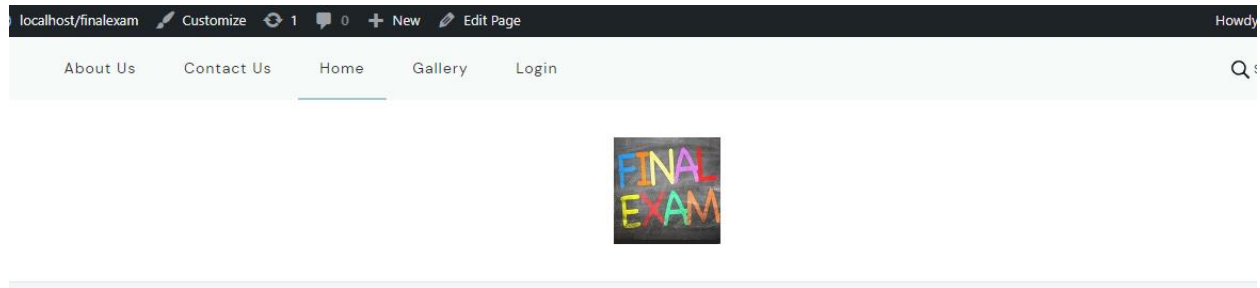 localhost/finalexam Customize 1 0 New Edit Page Howdy
About Us Contact Us Home Gallery Login
FINAL
EXAM